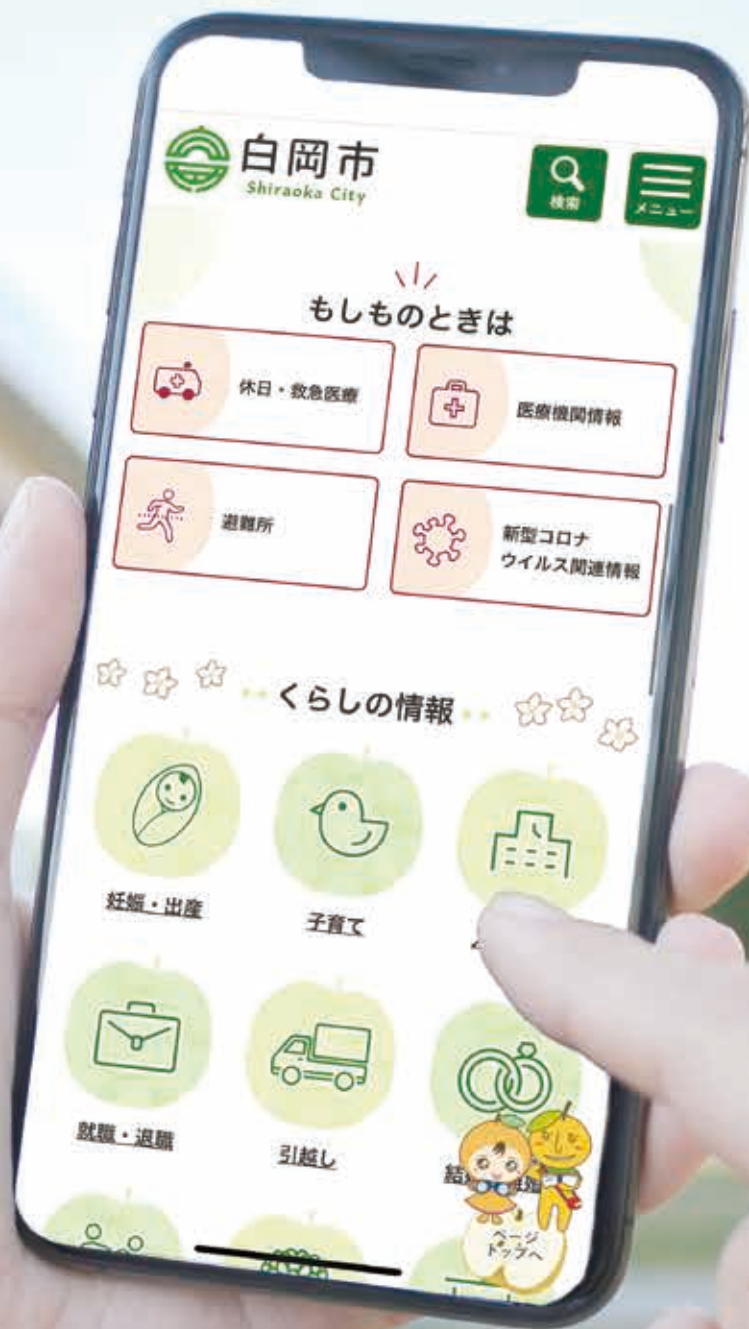 白岡市
Shiraoka City
検索
メニュー
もしものときは
休日・救急医療
医療機関情報
避難所
新型コロナ
ウイルス関連情報
くらしの情報
妊娠・出産
子育て
就職・退職
引越し
結
ページ
トップへ